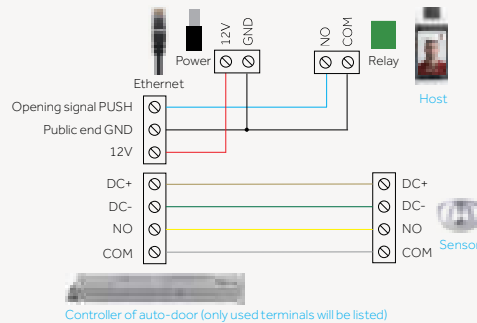 Power
12V
GND
NO
COM
Relay
Ethernet
Host
Opening signal PUSH
Public end GND
12V
DC+
DC-
NO
COM
DC+
DC-
NO
COM
Sensor
Controller of auto-door (only used terminals will be listed)